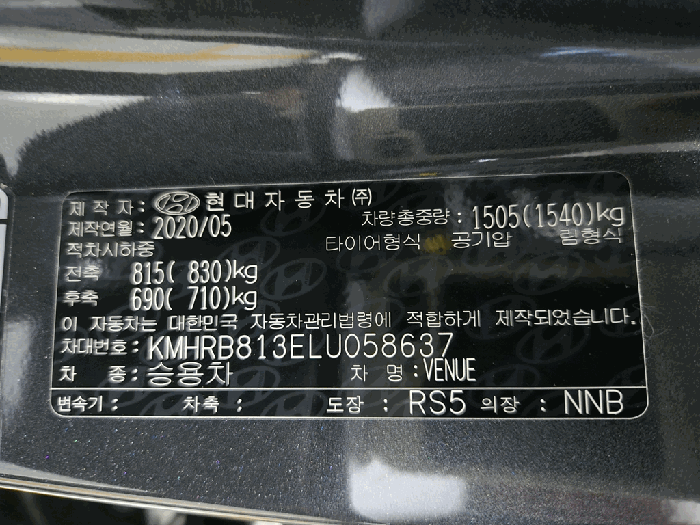 제 작 자 : 현대자동차(주)
제작연월 : 2020/05 차량총중량 : 1505(1540)kg
적차시하중 타이어형식 공기압 림형식
전축 815( 830)kg
후축 690( 710)kg
이 자동차는 대한민국 자동차관리법령에 적합하게 제작되었습니다.
차대번호 : KMHRB813ELU058637
차 종 : 승용차 차 명 : VENUE
변속기 : 차축 : 도장 : RS5 의장 : NNB